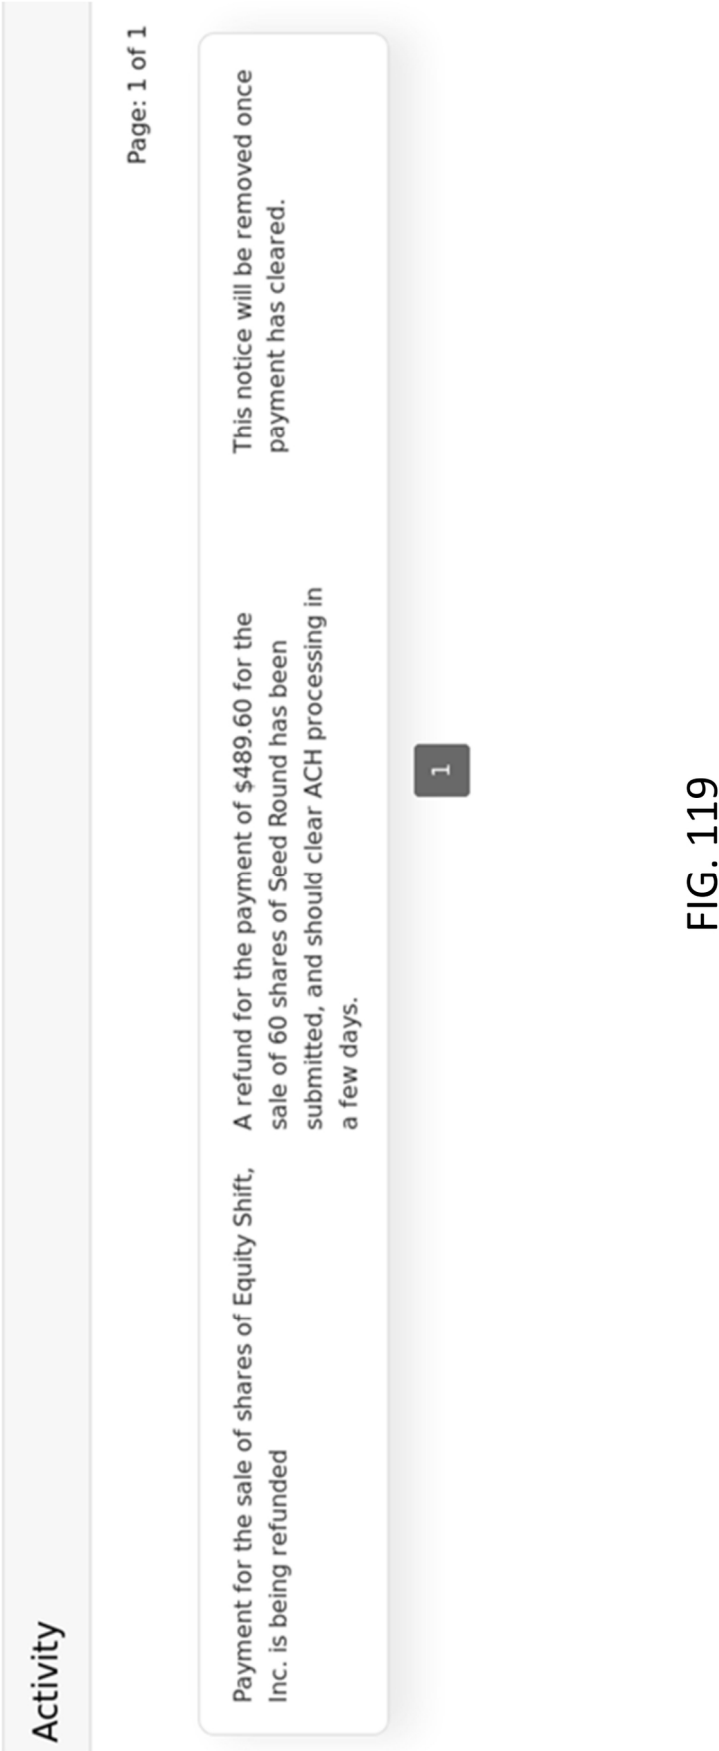 Activity
Page: 1 of 1
Payment for the sale of shares of Equity Shift,
Inc. is being refunded
A refund for the payment of $489.60 for the
sale of 60 shares of Seed Round has been
submitted, and should clear ACH processing in
a few days.
This notice will be removed once
payment has cleared.
1
FIG. 119